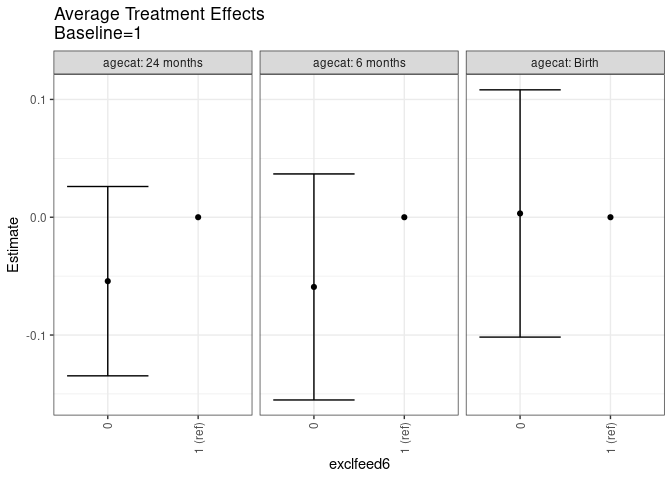 Average Treatment Effects
Baseline=1
agecat: 24 months
agecat: 6 months
agecat: Birth
0.1
0.0
-0.1
Estimate
0
1 (ref)
0
1 (ref)
0
1 (ref)
exclfeed6